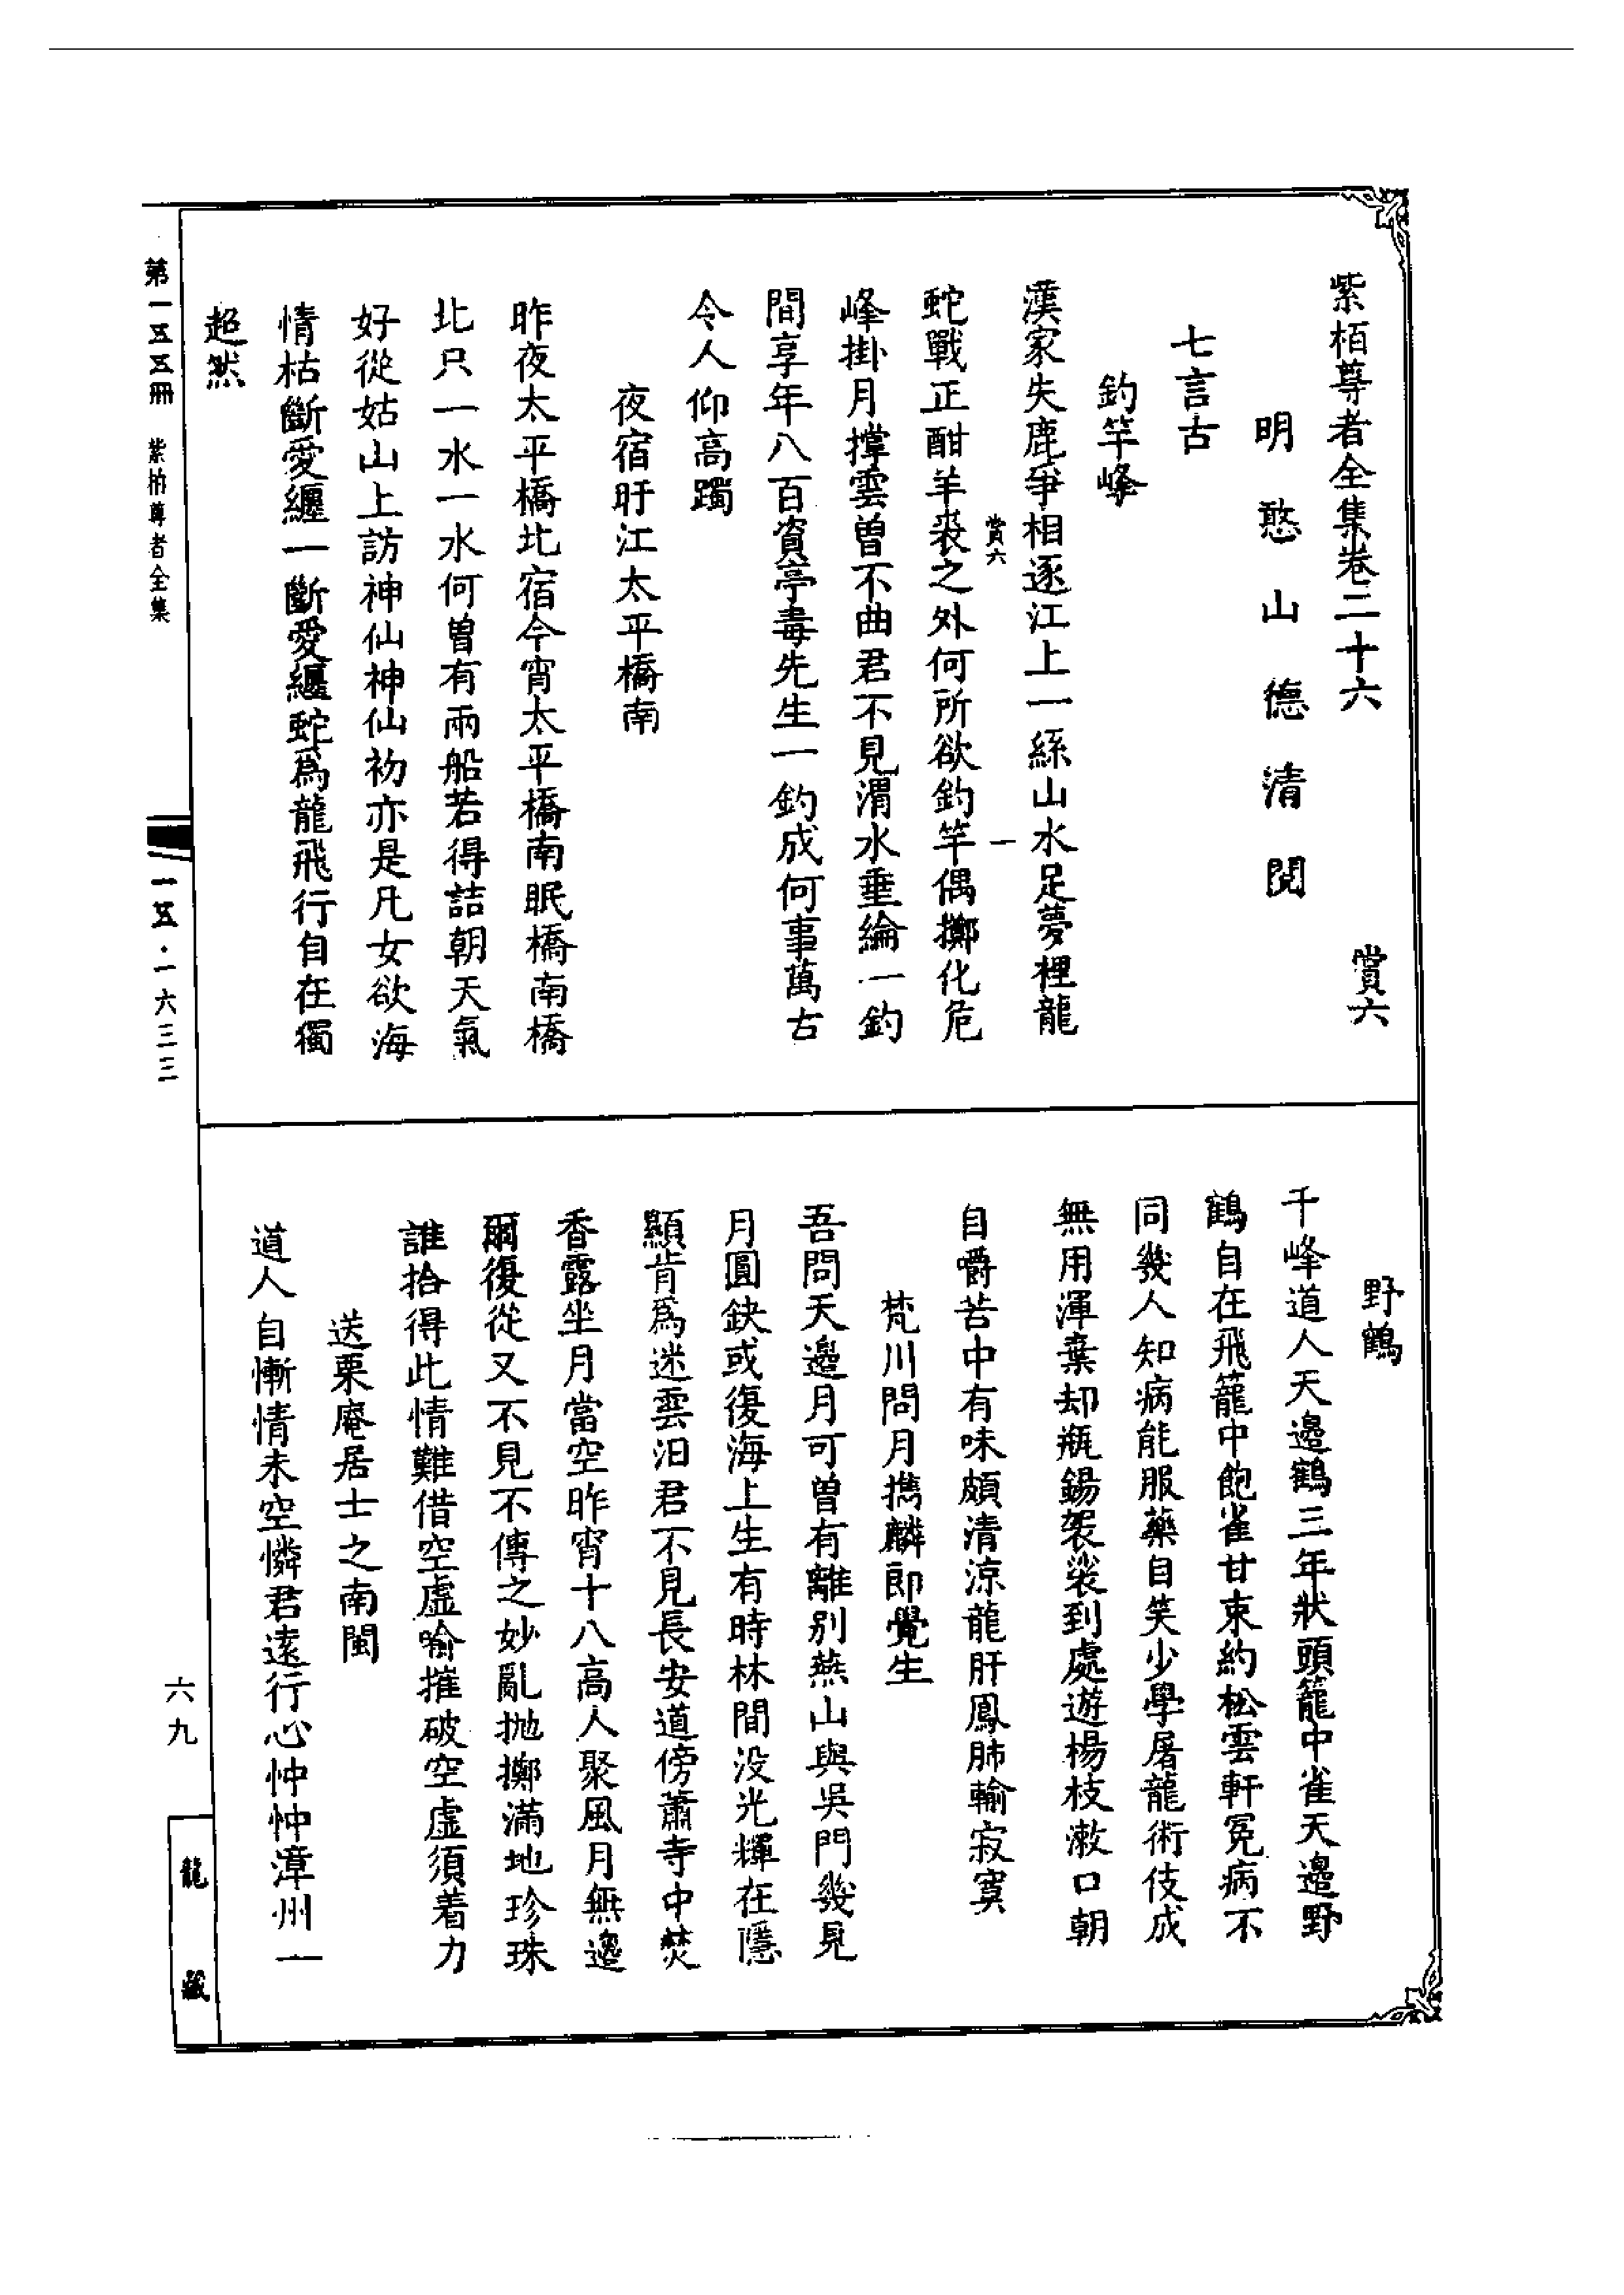 紫栢尊者全集卷二十六　賞六
明憨山德清閱
七言古
釣竿峰
漢家失鹿爭相逐江上一絲山水足夢裡龍
賞六　一
蛇戰正酣羊裘之外何所欲釣竿偶擲化危
峰掛月撑雲曾不曲君不見渭水垂綸一釣
間享年八百資亭毒先生一釣成何事萬古
令人仰高躅
夜宿盱江太平橋南
昨夜太平橋北宿今宵太平橋南眠橋南橋
北只一水一水何曾有兩船若得詰朝天氣
好從姑山上訪神仙神仙初亦是凡女欲海
情枯斷愛纏一斷愛纏蛇爲龍飛行自在獨
超然
野鶴
千峰道人天邊鶴三年狀頭籠中雀天邊野
鶴自在飛籠中飽雀甘束約松雲軒冕病不
同幾人知病能服藥自笑少學屠龍術伎成
無用渾棄却瓶錫袈裟到處遊楊枝漱口朝
自嚼苦中有味頗清涼龍肝鳳肺輸寂寞
梵川問月携麟郎覺生
吾問天邊月可曾有離別燕山與吳門幾見
月圓缺或復海上生有時林間没光輝在隱
顯肯爲迷雲汩君不見長安道傍蕭寺中焚
香露坐月當空昨宵十八高人聚風月無邊
爾復從又不見不傳之妙亂抛擲滿地珍珠
誰拾得此情難借空虛喻摧破空虛須着力
送栗庵居士之南閩
道人自慚情未空憐君遠行心忡忡漳州一
第一五五冊　紫栢尊者全集
一五·一六三三
六九
龍藏